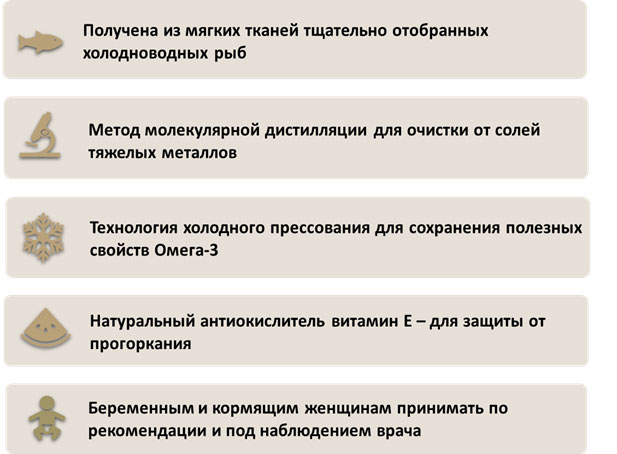 Получена из мягких тканей тщательно отобранных
холодноводных рыб
Метод молекулярной дистилляции для очистки от солей
тяжелых металлов
Технология холодного прессования для сохранения полезных
свойств Омега-3
Натуральный антиокислитель витамин Е – для защиты от
прогоркания
Беременным и кормящим женщинам принимать по
рекомендации и под наблюдением врача